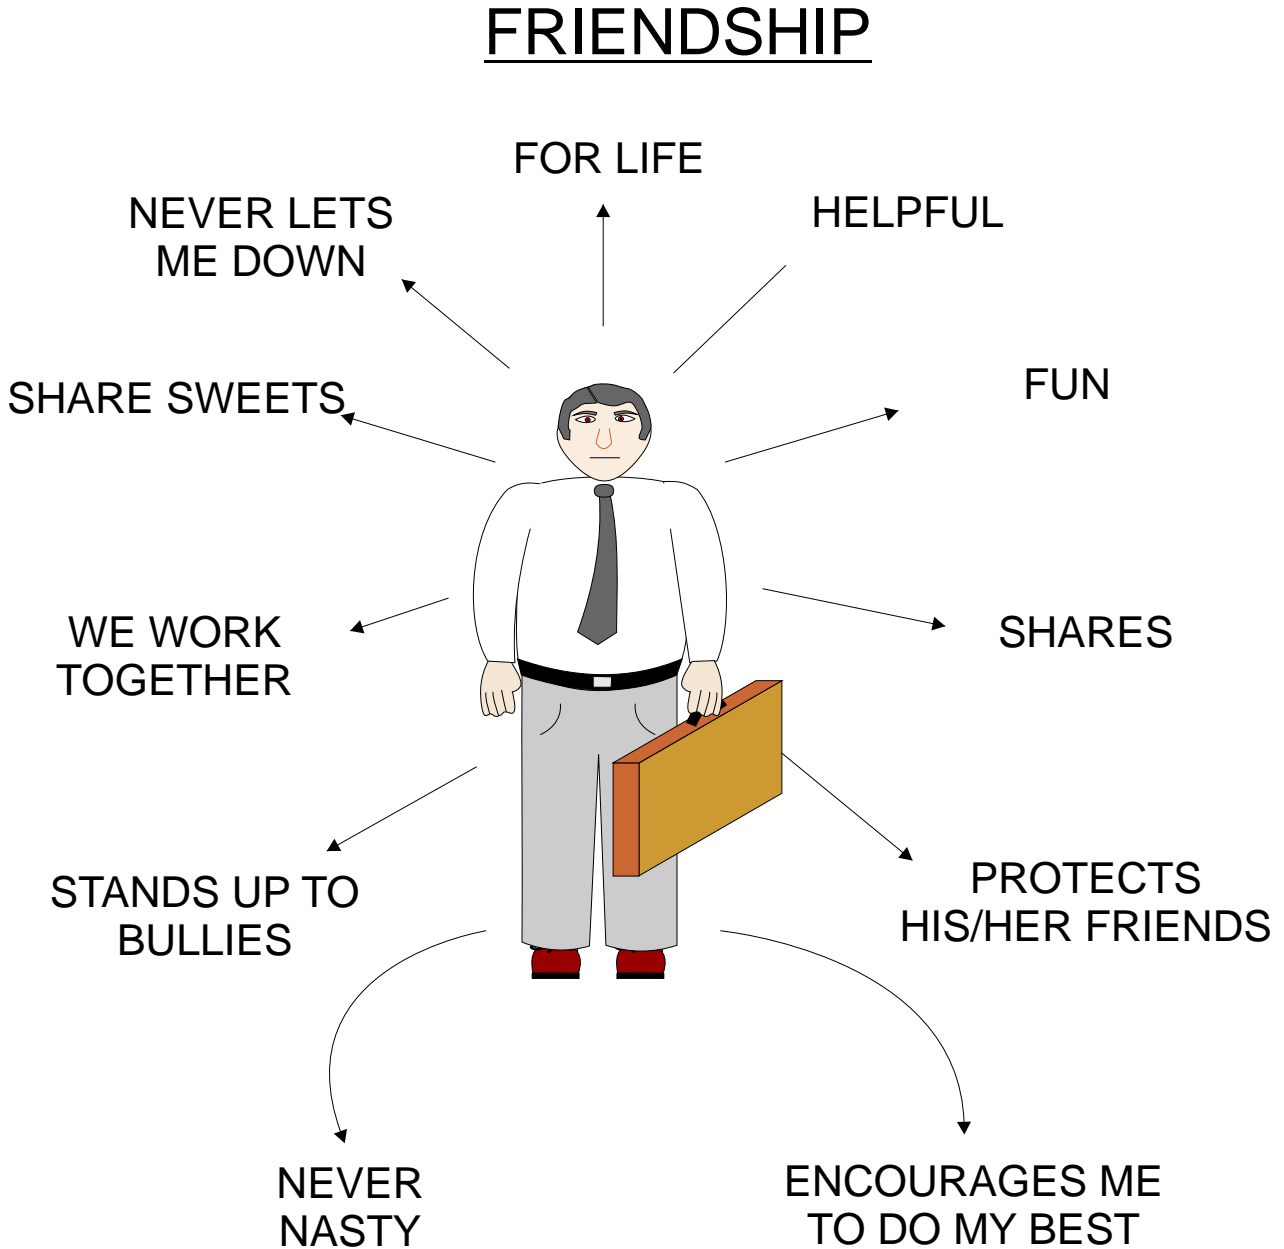 FRIENDSHIP
FOR LIFE
NEVER LETS
ME DOWN
HELPFUL
SHARE SWEETS
FUN
WE WORK
TOGETHER
SHARES
STANDS UP TO
BULLIES
PROTECTS
HIS/HER FRIENDS
NEVER
NASTY
ENCOURAGES ME
TO DO MY BEST